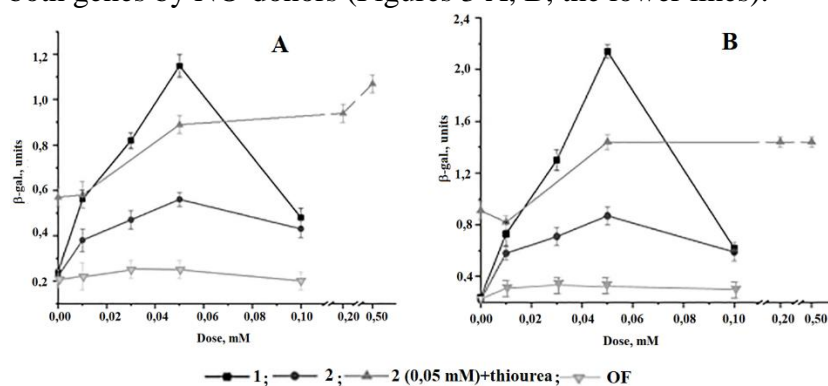 both genes by NO-donors (Figures 3 A, B; the lower lines).
A
β-gal., units
1,2
1,0
0,8
0,6
0,4
0,2
0,00 0,02 0,04 0,06 0,08 0,10 0,20 0,50
Dose, mM
B
β-gal., units
2,4
2,0
1,6
1,2
0,8
0,4
0,00 0,02 0,04 0,06 0,08 0,10 0,20 0,50
Dose, mM
1; 2; 2 (0,05 mM)+thiourea; OF